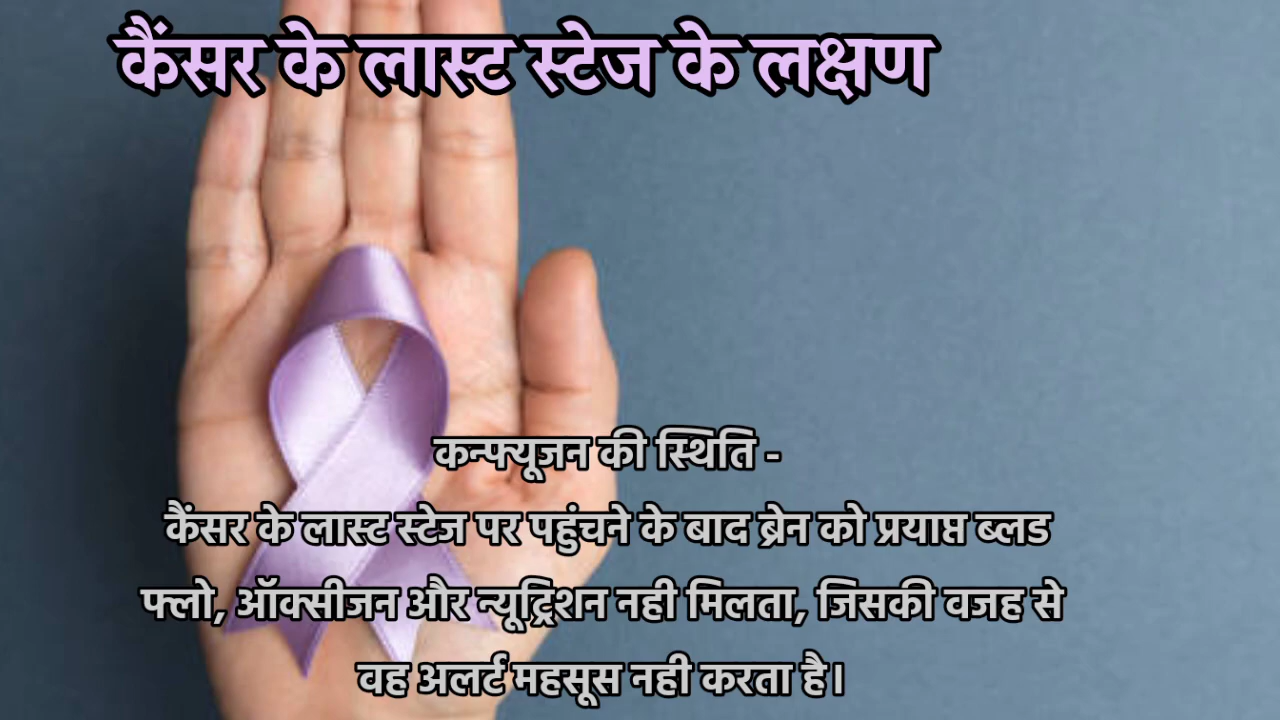 कैंसर के लास्ट स्टेज के लक्षण
कन्फ्यूजन की स्थिति -
कैंसर के लास्ट स्टेज पर पहुंचने के बाद ब्रेन को प्रयाप्त ब्लड
फ्लो, ऑक्सीजन और न्यूट्रिशन नही मिलता, जिसकी वजह से
वह अलर्ट महसूस नही करता है।